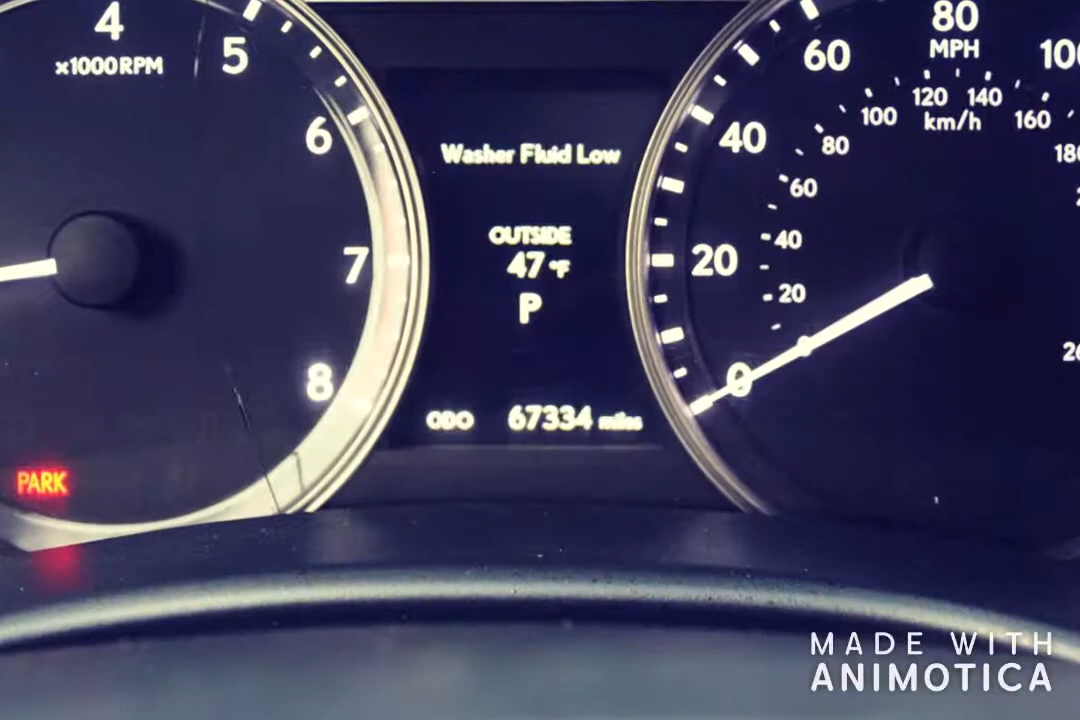 4
x1000RPM
5
6
7
8
PARK
Washer Fluid Low
OUTSIDE
47 °F
P
ODO 67334 miles
0
20
40
60
80
MPH
20
40
60
80
100
120
140
160
km/h
MADE WITH
ANIMOTICA